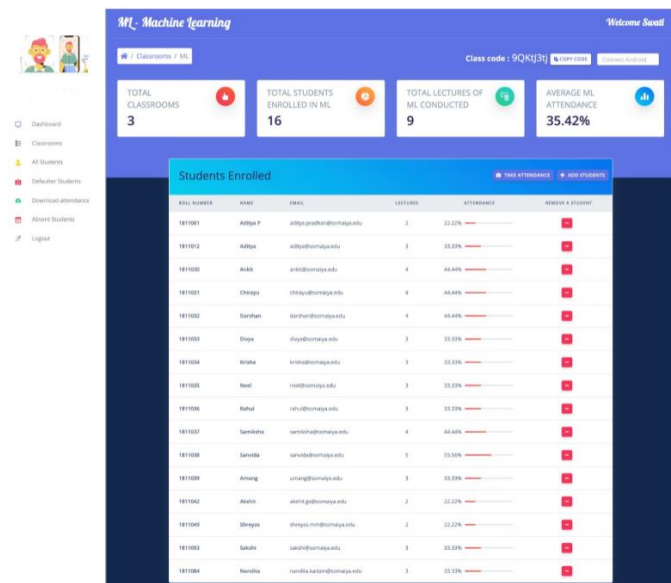 ML - Machine Learning
Welcome Swati
/ Classrooms / ML
Class code : 9QKtJ3tJ COPY CODE Connect Android
TOTAL CLASSROOMS
3
TOTAL STUDENTS ENROLLED IN ML
16
TOTAL LECTURES OF ML CONDUCTED
9
AVERAGE ML ATTENDANCE
35.42%
Dashboard
Classrooms
All Students
Defaulter Students
Download attendance
Absent Students
Logout
Students Enrolled
TAKE ATTENDANCE + ADD STUDENTS
ROLL NUMBER NAME EMAIL LECTURES ATTENDANCE REMOVE A STUDENT
1811001 Aditya P aditya.pradhan@somaiya.edu 2 22.22%
1811012 Aditya aditya@somaiya.edu 3 33.33%
1811030 Ankit ankit@somaiya.edu 4 44.44%
1811031 Chirayu chirayu@somaiya.edu 4 44.44%
1811032 Darshan darshan@somaiya.edu 4 44.44%
1811033 Divya divya@somaiya.edu 3 33.33%
1811034 Krisha krisha@somaiya.edu 3 33.33%
1811035 Neel neel@somaiya.edu 3 33.33%
1811036 Rahul rahul@somaiya.edu 3 33.33%
1811037 Samiksha samiksha@somaiya.edu 4 44.44%
1811038 Sanvida sanvida@somaiya.edu 5 55.56%
1811039 umang@somaiya.edu 3 33.33%
1811042 Akshit akshit.gs@somaiya.edu 2 22.22%
1811049 Shreyas shreyas.mm@somaiya.edu 2 22.22%
1811053 Sakshi sakshi@somaiya.edu 3 33.33%
1811084 Nandita nandita.kadam@somaiya.edu 3 33.33%